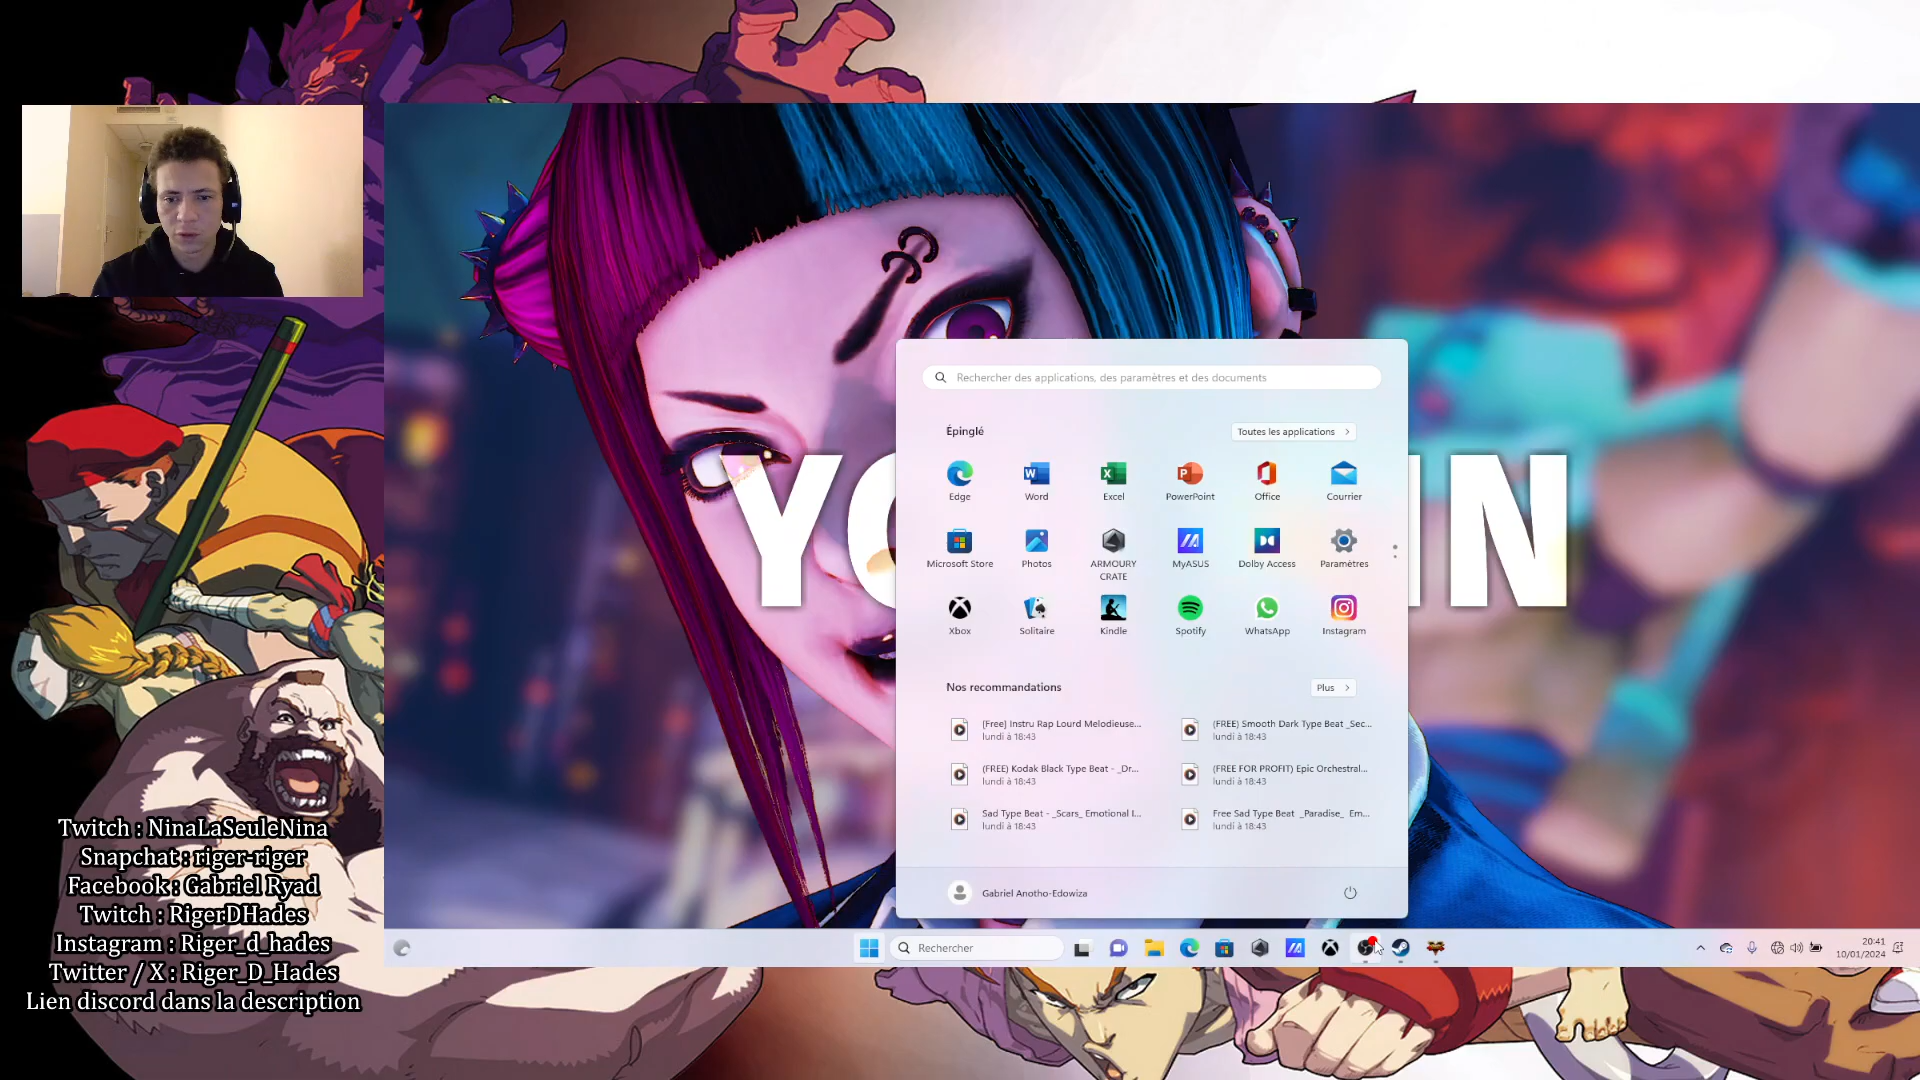 YO
IN
Rechercher des applications, des paramètres et des documents
Épinglé
Toutes les applications
Edge
Word
Excel
PowerPoint
Office
Courrier
Microsoft Store
Photos
ARMOURY CRATE
MyASUS
Dolby Access
Paramètres
Xbox
Solitaire
Kindle
Spotify
WhatsApp
Instagram
Nos recommandations
Plus
(Free) Instru Rap Lourd Melodieuse...
lundi à 18:43
(FREE) Smooth Dark Type Beat _Sec...
lundi à 18:43
(FREE) Kodak Black Type Beat - _Dr...
lundi à 18:43
(FREE FOR PROFIT) Epic Orchestral...
lundi à 18:43
Sad Type Beat - _Scars_ Emotional I...
lundi à 18:43
Free Sad Type Beat _Paradise_ Em...
lundi à 18:43
Gabriel Anotho-Edowiza
Rechercher
20:41
10/01/2024
Twitch : NinaLaSeuleNina
Snapchat : riger-riger
Facebook : Gabriel Ryad
Twitch : RigerDHades
Instagram : Riger_d_hades
Twitter / X : Riger_D_Hades
Lien discord dans la description